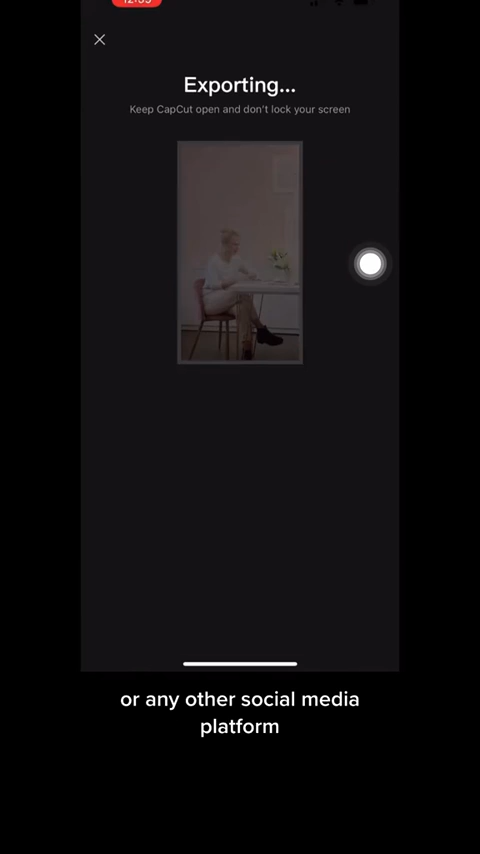 Exporting...
Keep CapCut open and don't lock your screen
or any other social media
platform